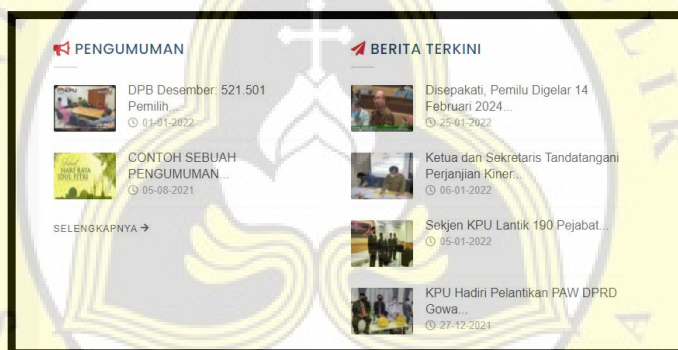 PENGUMUMAN
DPB Desember: 521.501
Pemilih...
01-01-2022
CONTOH SEBUAH
PENGUMUMAN...
05-08-2021
SELENGKAPNYA →
BERITA TERKINI
Disepakati, Pemilu Digelar 14
Februari 2024...
25-01-2022
Ketua dan Sekretaris Tandatangani
Perjanjian Kiner...
06-01-2022
Sekjen KPU Lantik 190 Pejabat...
05-01-2022
KPU Hadiri Pelantikan PAW DPRD
Gowa...
27-12-2021